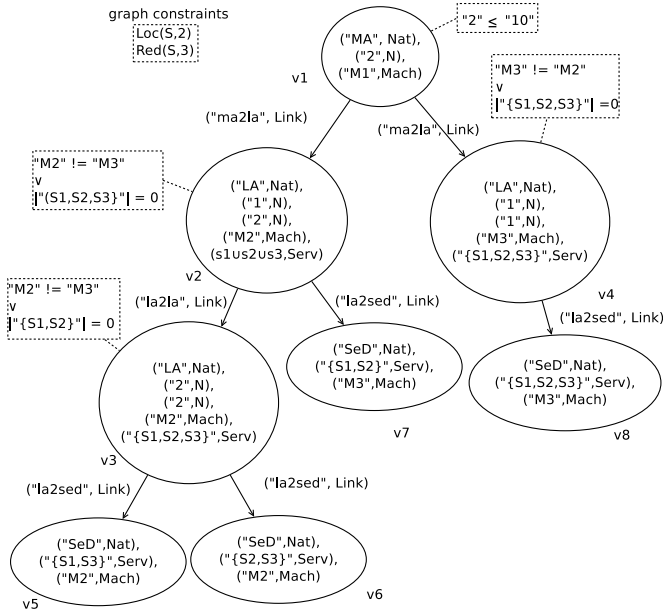 graph constraints
Loc(S,2)
Red(S,3)
("MA", Nat),
("2",N),
("M1",Mach)
v1
"2" ≤ "10"
"M3" != "M2"
v
|"{S1,S2,S3}"| =0
("ma2la", Link)
("ma2la", Link)
"M2" != "M3"
v
|"(S1,S2,S3}"| = 0
("LA",Nat),
("1",N),
("2",N),
("M2",Mach),
(s1∪s2∪s3,Serv)
v2
("LA",Nat),
("1",N),
("1",N),
("M3",Mach),
("{S1,S2,S3}",Serv)
v4
"M2" != "M3"
v
|"{S1,S2}"| = 0
("la2la", Link)
("la2sed", Link)
("la2sed", Link)
("LA",Nat),
("2",N),
("2",N),
("M2",Mach),
("{S1,S2,S3}",Serv)
v3
("SeD",Nat),
("{S1,S2}",Serv),
("M3",Mach)
v7
("SeD",Nat),
("{S1,S2,S3}",Serv),
("M3",Mach)
v8
("la2sed", Link)
("la2sed", Link)
("SeD",Nat),
("{S1,S3}",Serv),
("M2",Mach)
v5
("SeD",Nat),
("{S2,S3}",Serv),
("M2",Mach)
v6